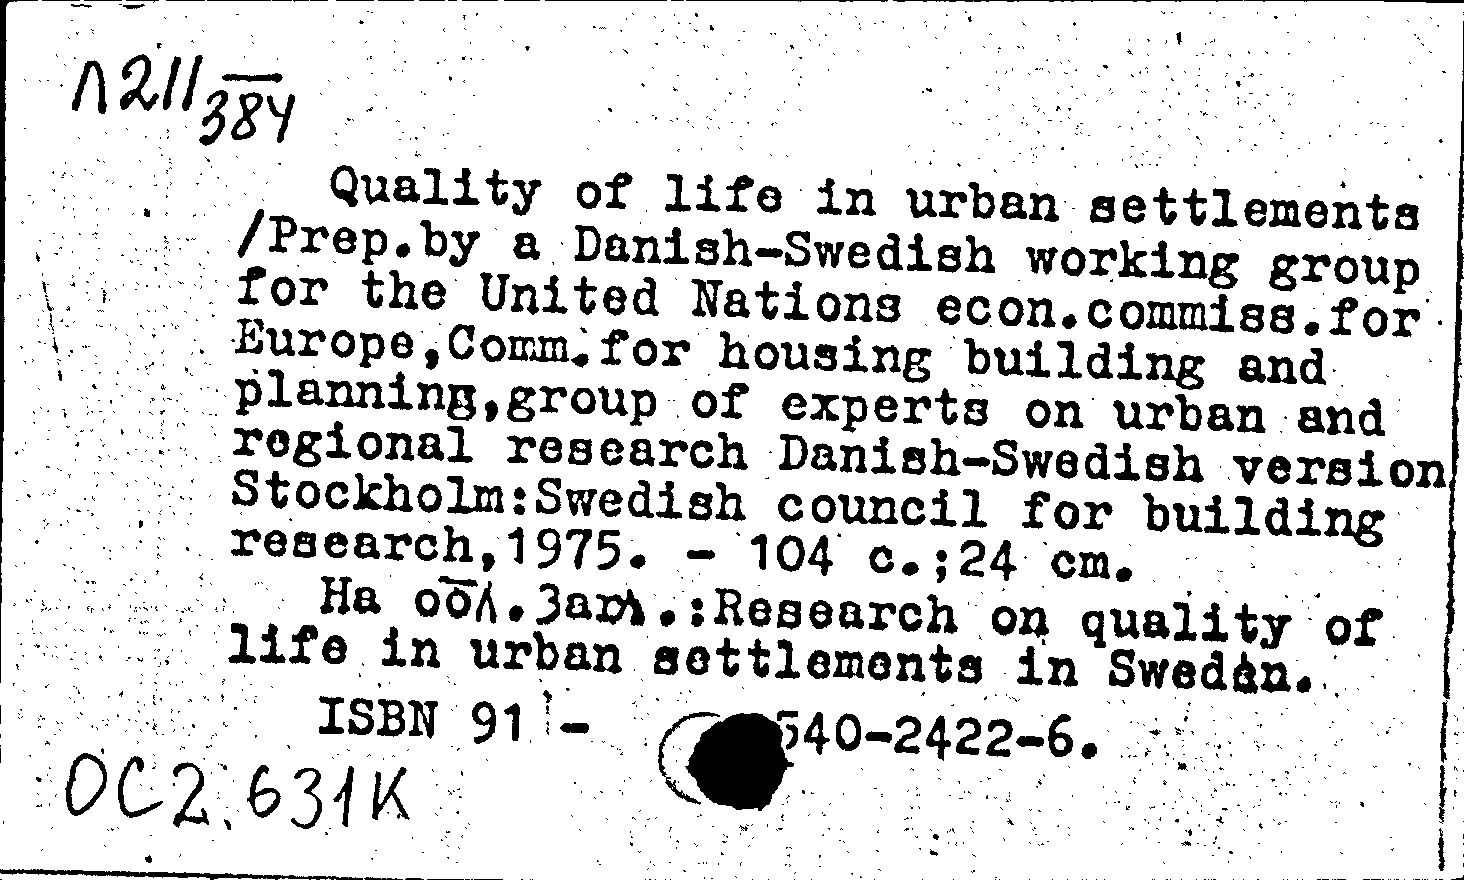 Л211/384
Quality of life in urban settlements
/Prep.by a Danish-Swedish working group
for the United Nations econ.commiss.for
Europe,Comm.for housing building and
planning,group of experts on urban and
regional research Danish-Swedish version
Stockholm:Swedish council for building
research,1975. - 104 c.;24 cm.
На обл.загл.:Research on quality of
life in urban settlements in Sweden.
ISBN 91 - 540-2422-6.
ОС2.631К